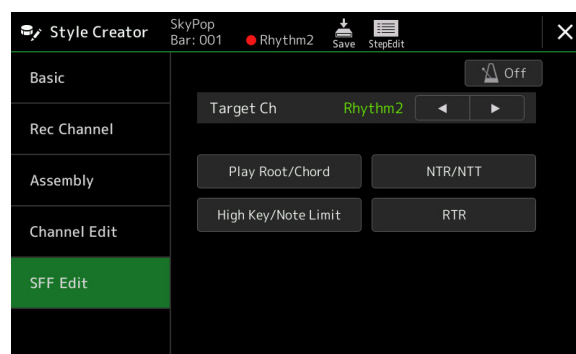 Style Creator
SkyPop
Bar: 001 Rhythm2
Save
StepEdit
Basic
Off
Target Ch Rhythm2
Rec Channel
Assembly
Play Root/Chord NTR/NTT
Channel Edit
High Key/Note Limit RTR
SFF Edit